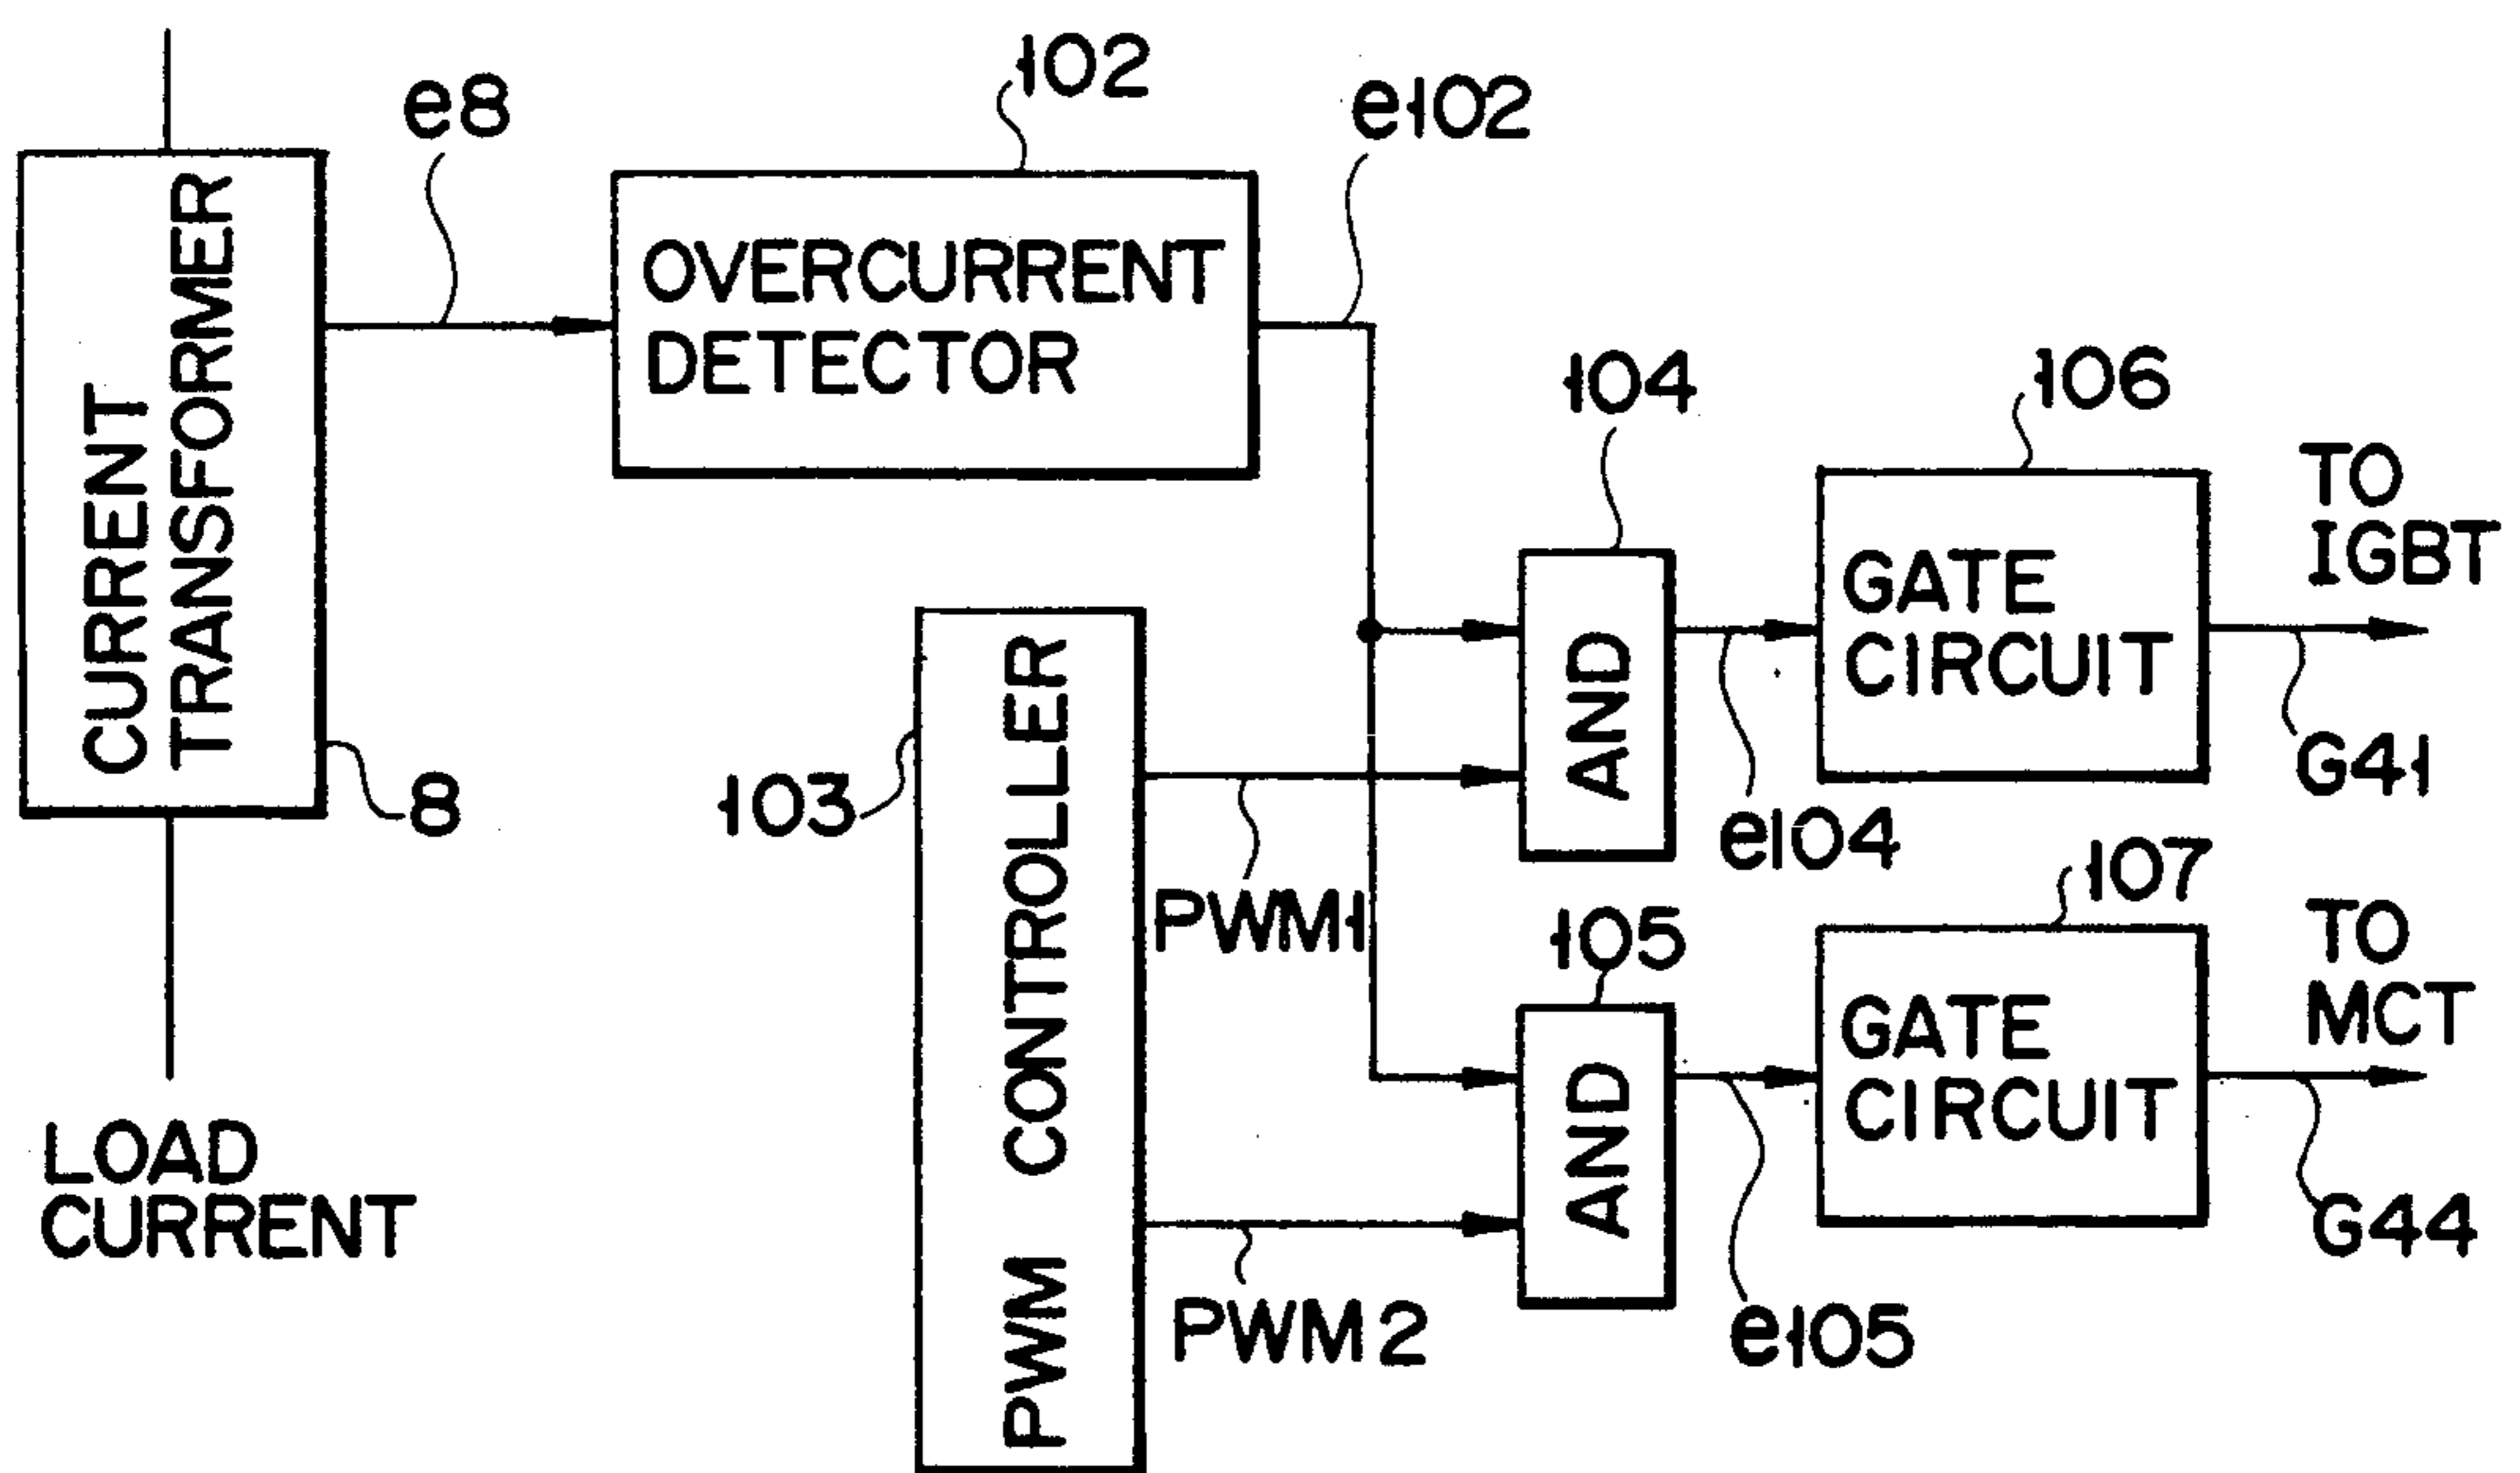 102
e8
e102
CURRENT
TRANSFORMER
OVERCURRENT
DETECTOR
104
106
TO
IGBT
GATE
CIRCUIT
AND
G41
8
103
PWM CONTROLLER
e104
PWM1
107
105
TO
MCT
GATE
CIRCUIT
AND
LOAD
CURRENT
G44
PWM2
e105